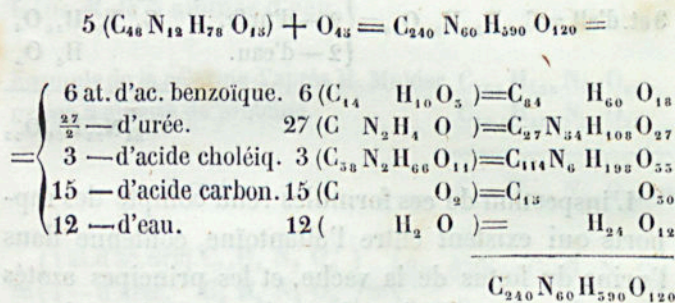 5 (C₄₈ N₁₂ H₇₈ O₁₅) + O₄₅ = C₂₄₀ N₆₀ H₅₉₀ O₁₂₀ =
6 at. d'ac. benzoïque. 6 (C₁₄ H₁₀ O₃ )=C₈₄ H₆₀ O₁₈
27/2 — d'urée. 27 (C N₂ H₄ O )=C₂₇ N₅₄ H₁₀₈ O₂₇
= { 3 — d'acide choléiq. 3 (C₃₈ N₂ H₆₆ O₁₁)=C₁₁₄ N₆ H₁₉₈ O₃₃
15 — d'acide carbon. 15 (C O₂ )=C₁₅ O₃₀
12 — d'eau. 12 ( H₂ O )= H₂₄ O₁₂
C₂₄₀ N₆₀ H₃₉₀ O₁₂₀